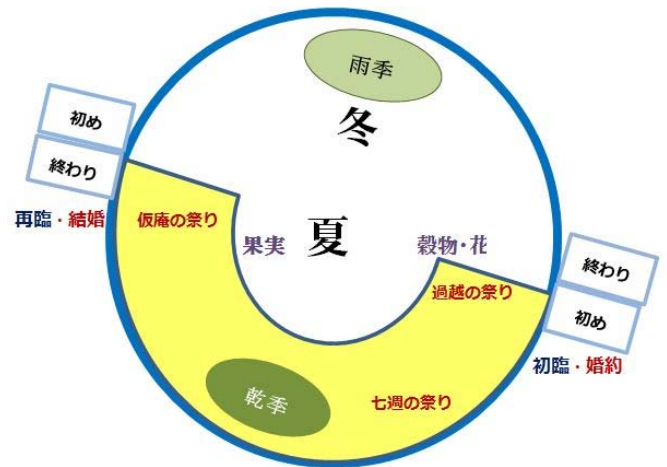 雨季
冬
初め
終わり
再臨・結婚
仮庵の祭り
果実
夏
穀物・花
過越の祭り
終わり
初め
初臨・婚約
乾季
七週の祭り